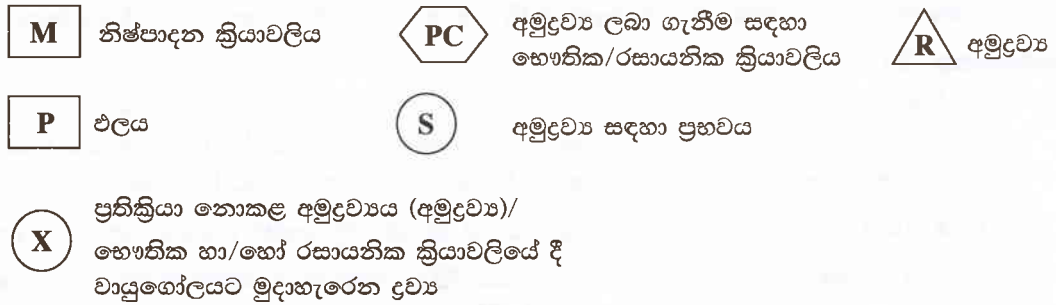 M නිෂ්පාදන ක්‍රියාවලිය
PC අමුද්‍රව්‍ය ලබා ගැනීම සඳහා
භෞතික/රසායනික ක්‍රියාවලිය
R අමුද්‍රව්‍ය
P ඵලය
S අමුද්‍රව්‍ය සඳහා ප්‍රභවය
X ප්‍රතික්‍රියා නොකළ අමුද්‍රව්‍යය (අමුද්‍රව්‍ය)/
භෞතික හා/හෝ රසායනික ක්‍රියාවලියේ දී
වායුගෝලයට මුදාහැරෙන ද්‍රව්‍ය